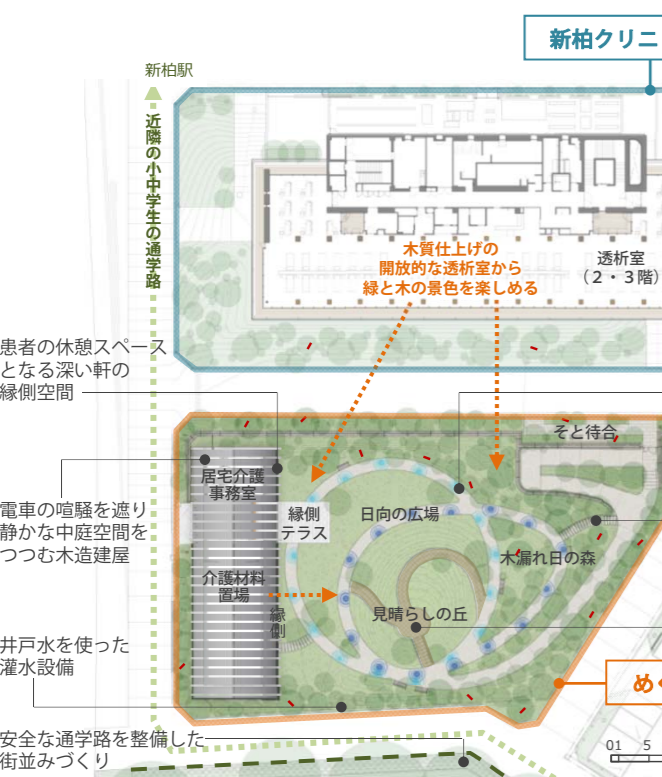 新柏クリニ
新柏駅
近隣の小中学生の通学路
木質仕上げの
開放的な透析室から
緑と木の景色を楽しめる
透析室
（2・3階）
患者の休憩スペース
となる深い軒の
縁側空間
そと待合
居宅介護
事務室
縁側
テラス
日向の広場
電車の喧騒を遮り
静かな中庭空間を
つつむ木造建屋
木漏れ日の森
介護材料
置場
縁側
見晴らしの丘
井戸水を使った
灌水設備
めぐ
安全な通学路を整備した
街並みづくり
01 5